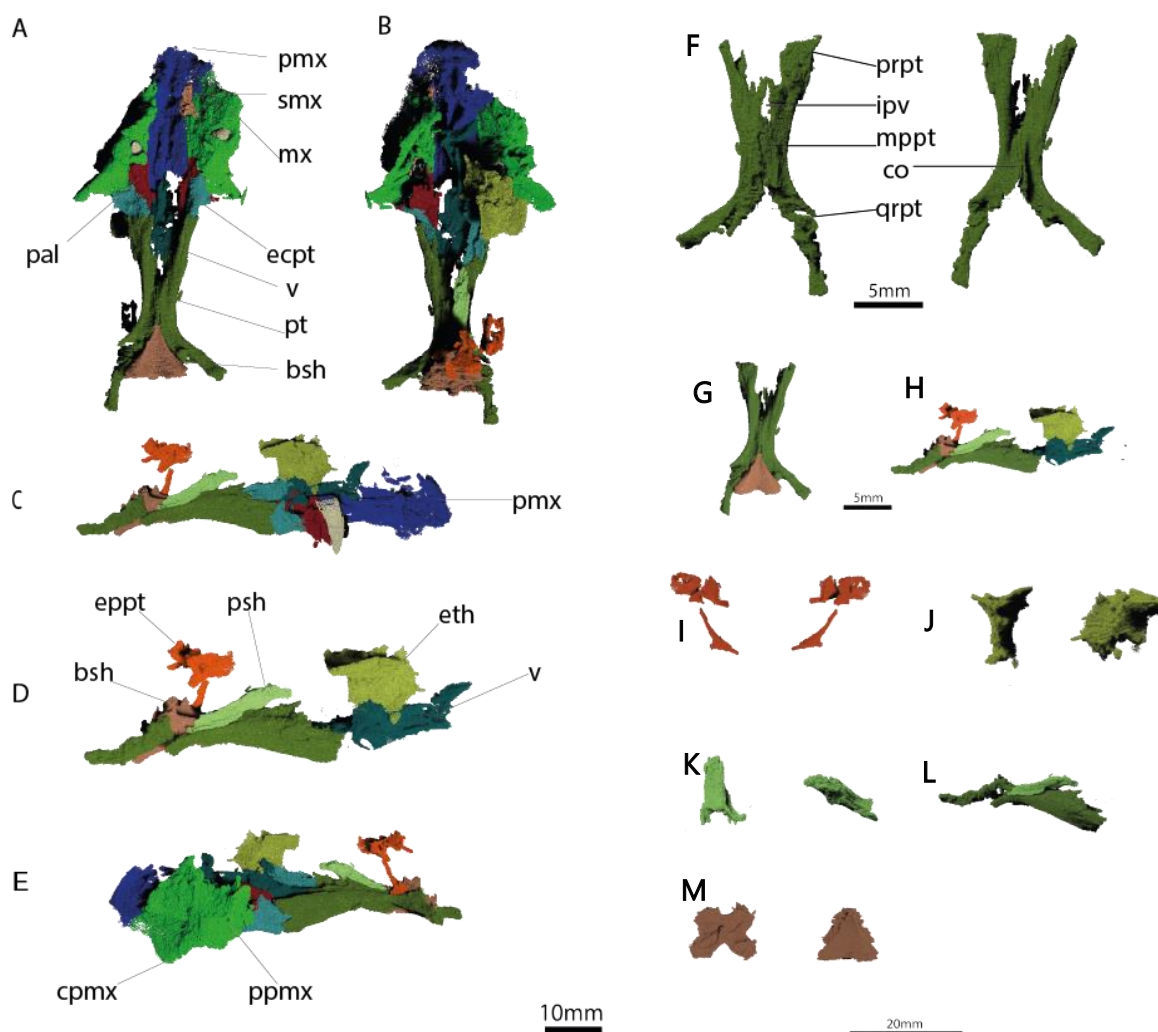 A
B
pmx
smx
mx
pal
ecpt
v
pt
bsh
C
pmx
eppt
psh
eth
bsh
v
D
E
cpmx
ppmx
10mm
F
prpt
ipv
mppt
co
qrpt
5mm
G
H
5mm
I
J
K
L
M
20mm